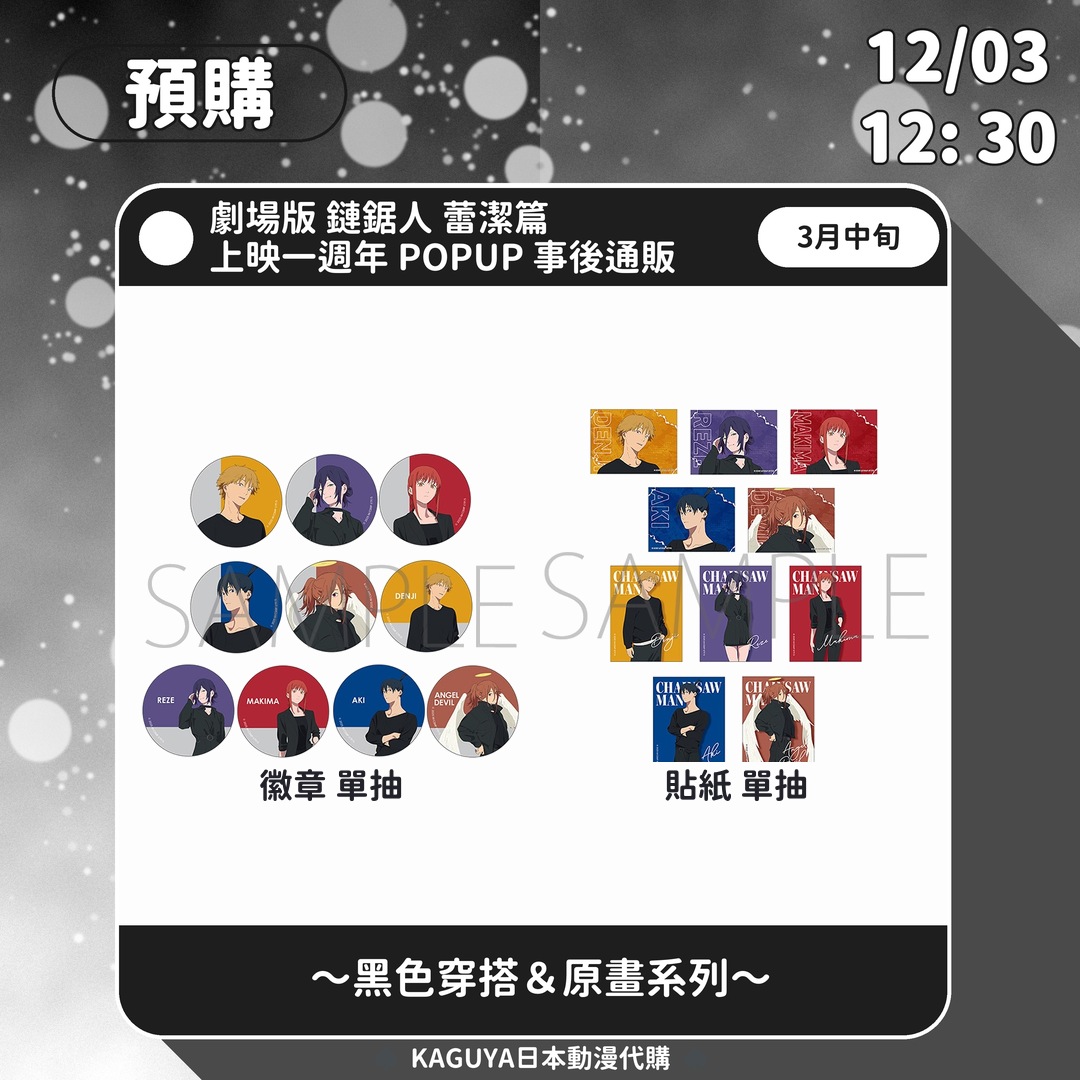 預購
12/03
12:30
劇場版 鏈鋸人 蕾潔篇
上映一週年 POPUP 事後通販
3月中旬
DENJI
REZE
MAKIMA
AKI
ANGEL
DEVIL
SAMPLE
徽章 單抽
REZE
MAKIMA
AKI
CHAINSAW
MAN
Denji
CHAINSAW
MAN
Reze
CHAINSAW
MAN
Makima
CHAINSAW
MAN
Aki
CHAINSAW
MAN
SAMPLE
貼紙 單抽
～黑色穿搭&原畫系列～
KAGUYA日本動漫代購